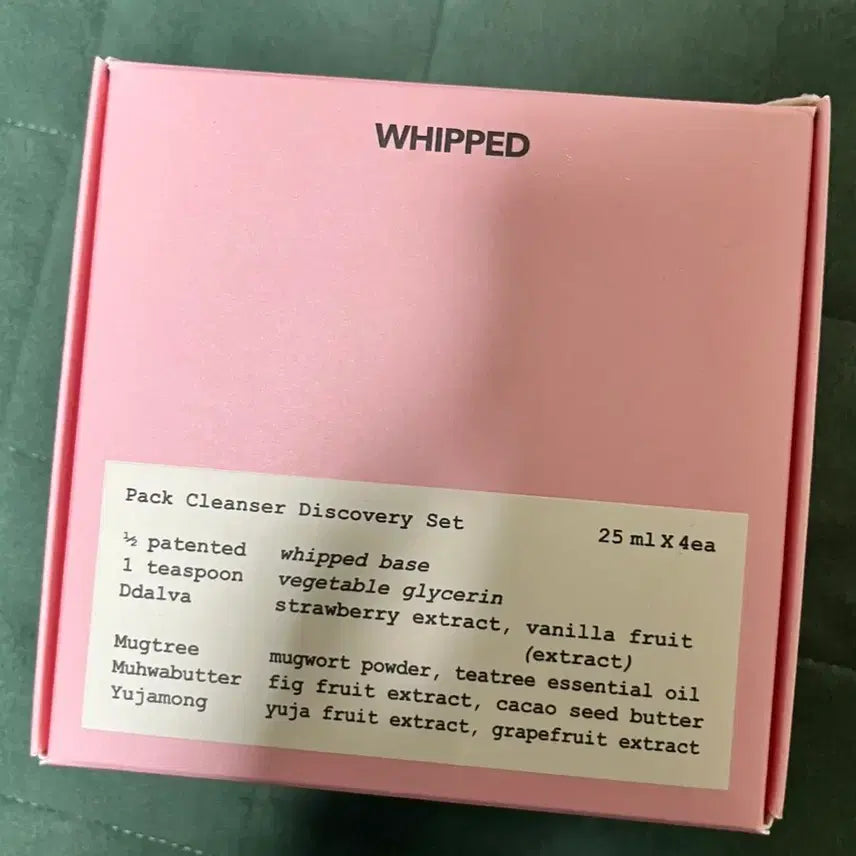 WHIPPED
Pack Cleanser Discovery Set 25 ml X 4ea
½ patented whipped base
1 teaspoon vegetable glycerin
Ddalva strawberry extract, vanilla fruit
(extract)
Mugtree mugwort powder, teatree essential oil
Muhwabutter fig fruit extract, cacao seed butter
Yujamong yuja fruit extract, grapefruit extract